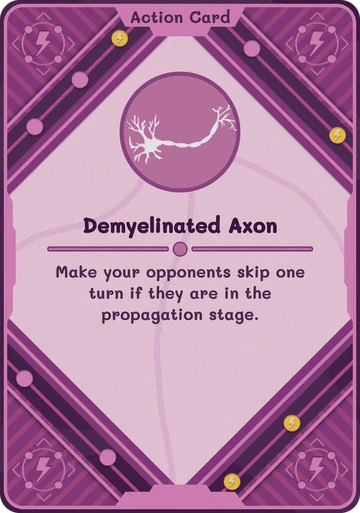 Action Card
Demyelinated Axon
Make your opponents skip one
turn if they are in the
propagation stage.